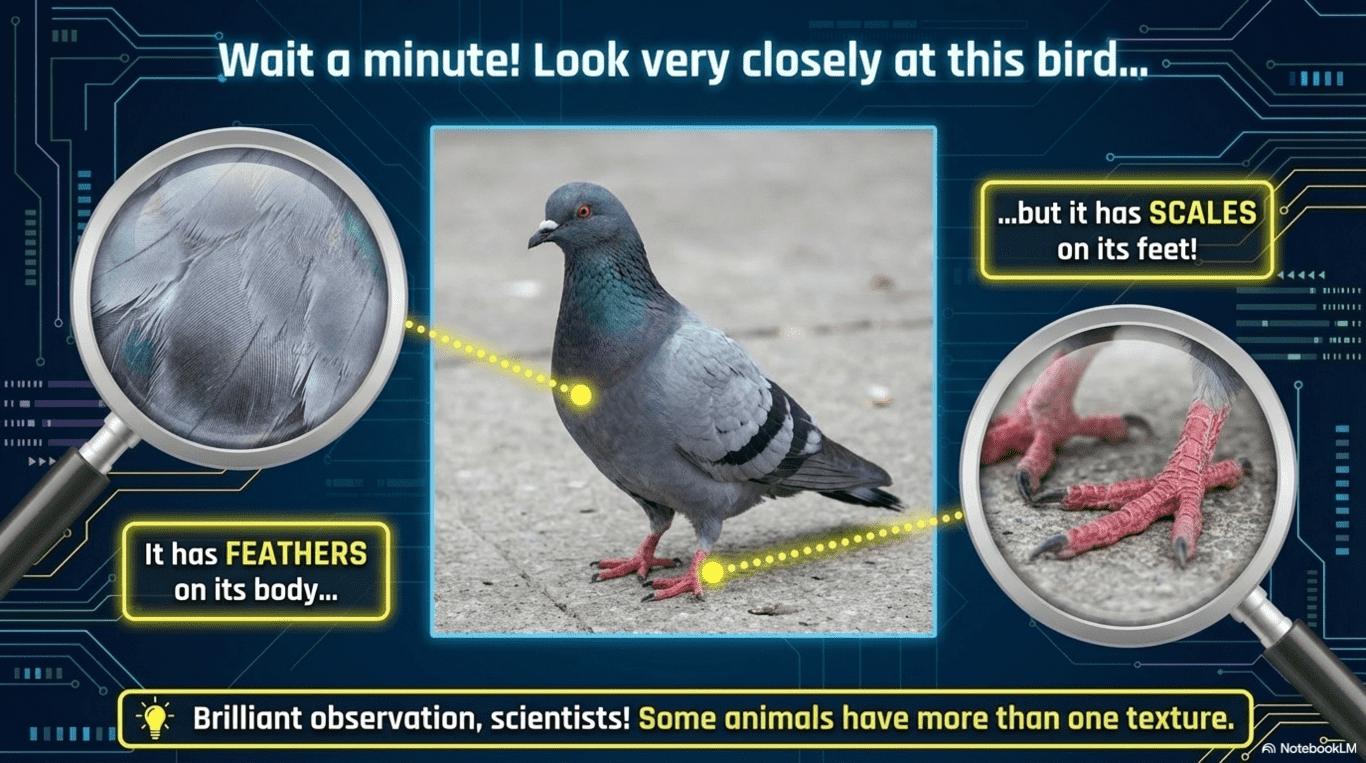 Wait a minute! Look very closely at this bird...
...but it has SCALES
on its feet!
It has FEATHERS
on its body...
Brilliant observation, scientists! Some animals have more than one texture.
NotebookLM